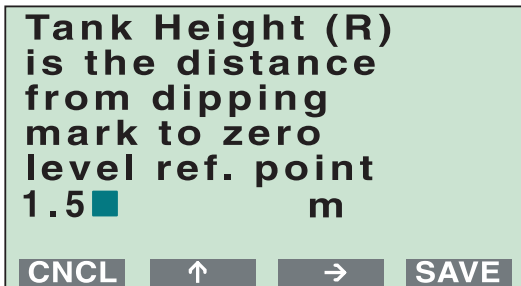 Tank Height (R)
is the distance
from dipping
mark to zero
level ref. point
1.5 m
CNCL ↑ → SAVE